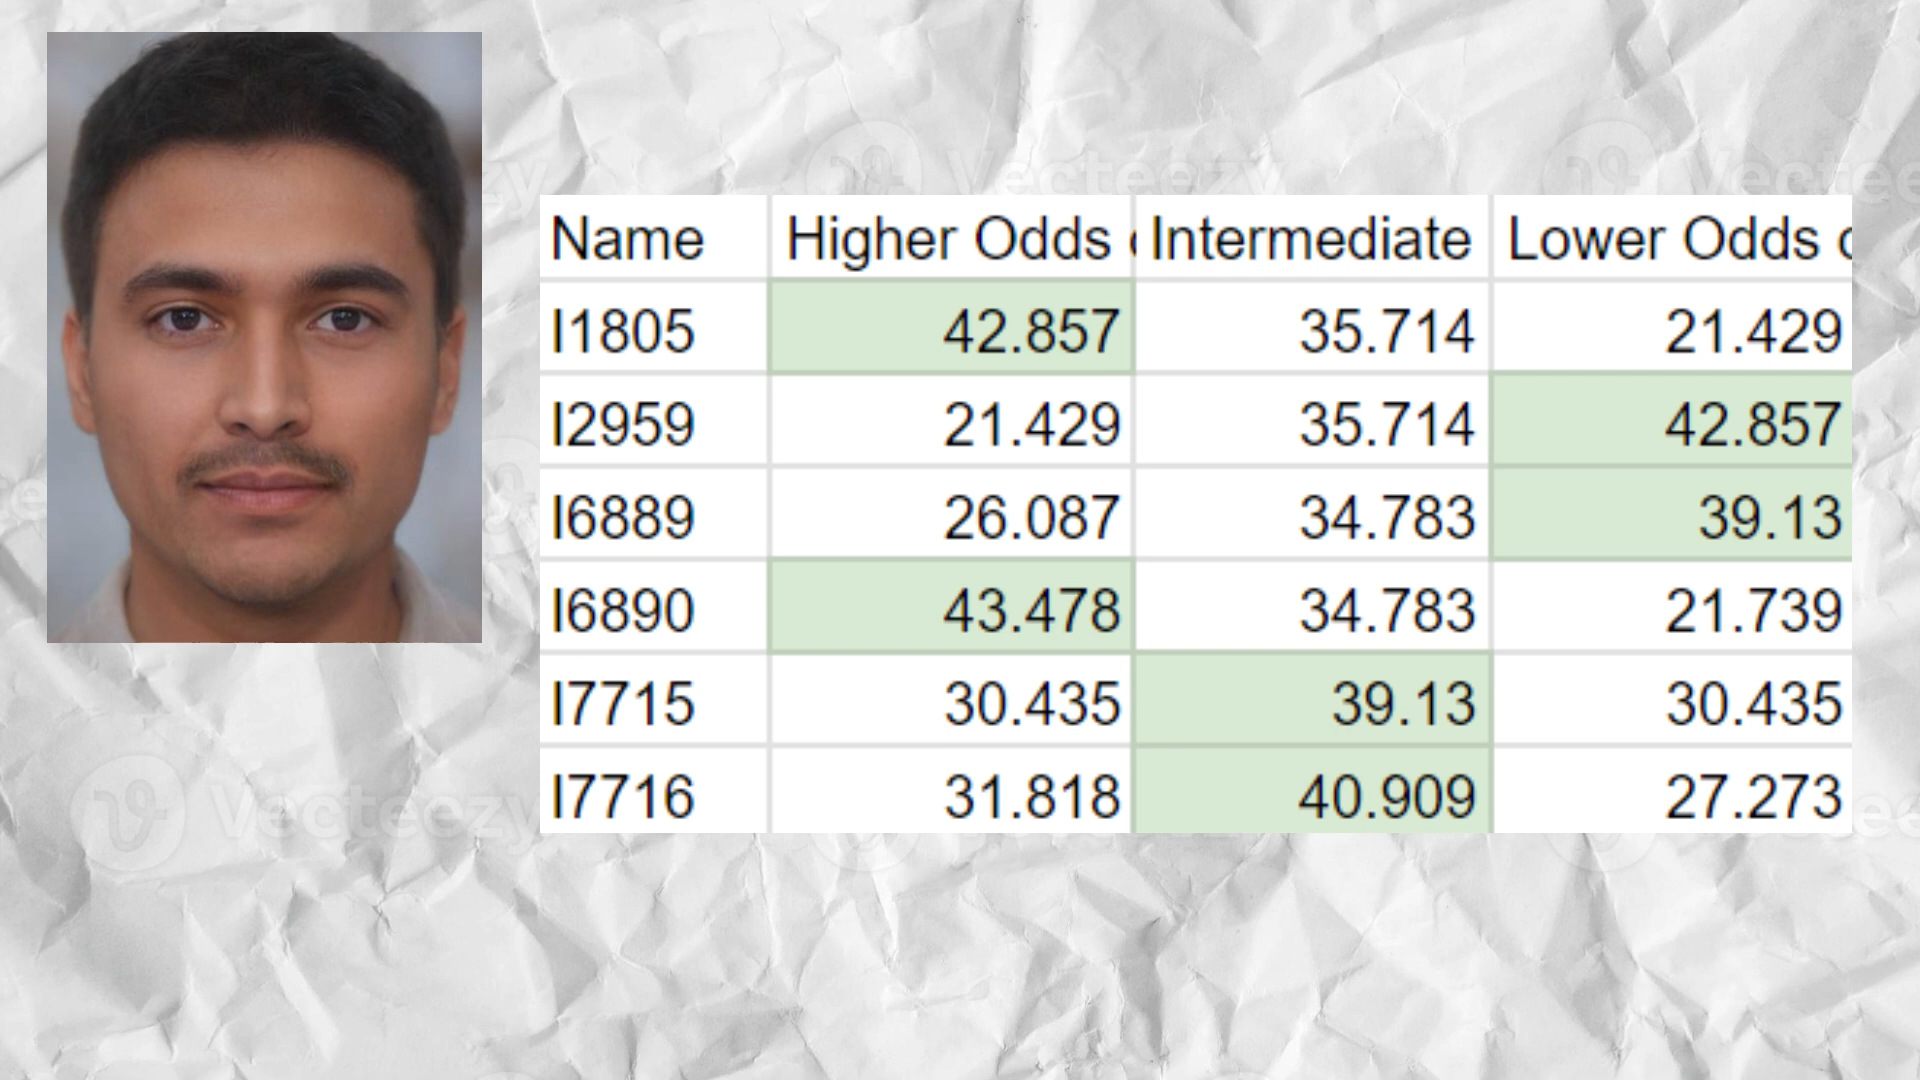 Name Higher Odds Intermediate Lower Odds
I1805 42.857 35.714 21.429
I2959 21.429 35.714 42.857
I6889 26.087 34.783 39.13
I6890 43.478 34.783 21.739
I7715 30.435 39.13 30.435
I7716 31.818 40.909 27.273
Vecteezy